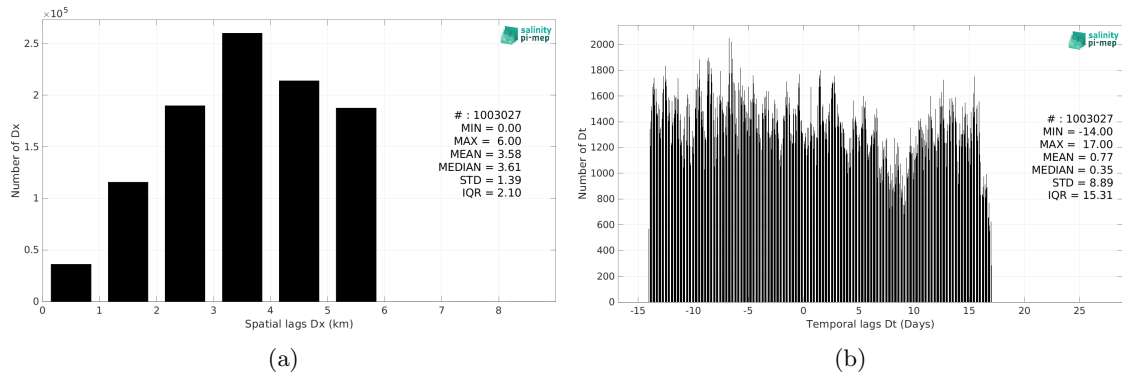 ×10⁵
2.5
2
1.5
1
0.5
0
Number of Dx
0 1 2 3 4 5 6 7 8
Spatial lags Dx (km)
salinity
pi-mep
# : 1003027
MIN = 0.00
MAX = 6.00
MEAN = 3.58
MEDIAN = 3.61
STD = 1.39
IQR = 2.10
(a)
2000
1800
1600
1400
1200
1000
800
600
400
200
0
Number of Dt
-15 -10 -5 0 5 10 15 20 25
Temporal lags Dt (Days)
salinity
pi-mep
# : 1003027
MIN = -14.00
MAX = 17.00
MEAN = 0.77
MEDIAN = 0.35
STD = 8.89
IQR = 15.31
(b)